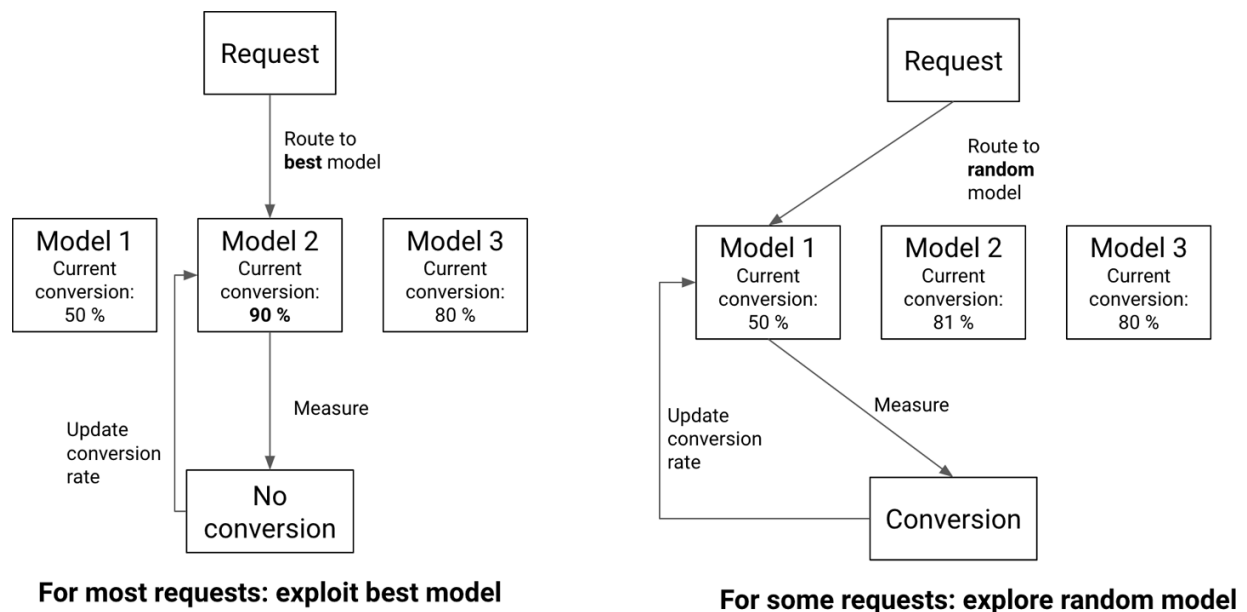 Request
Route to
best model
Model 1
Current
conversion:
50 %
Model 2
Current
conversion:
90 %
Model 3
Current
conversion:
80 %
Update
conversion
rate
Measure
No
conversion
For most requests: exploit best model
Request
Route to
random
model
Model 1
Current
conversion:
50 %
Model 2
Current
conversion:
81 %
Model 3
Current
conversion:
80 %
Update
conversion
rate
Measure
Conversion
For some requests: explore random model